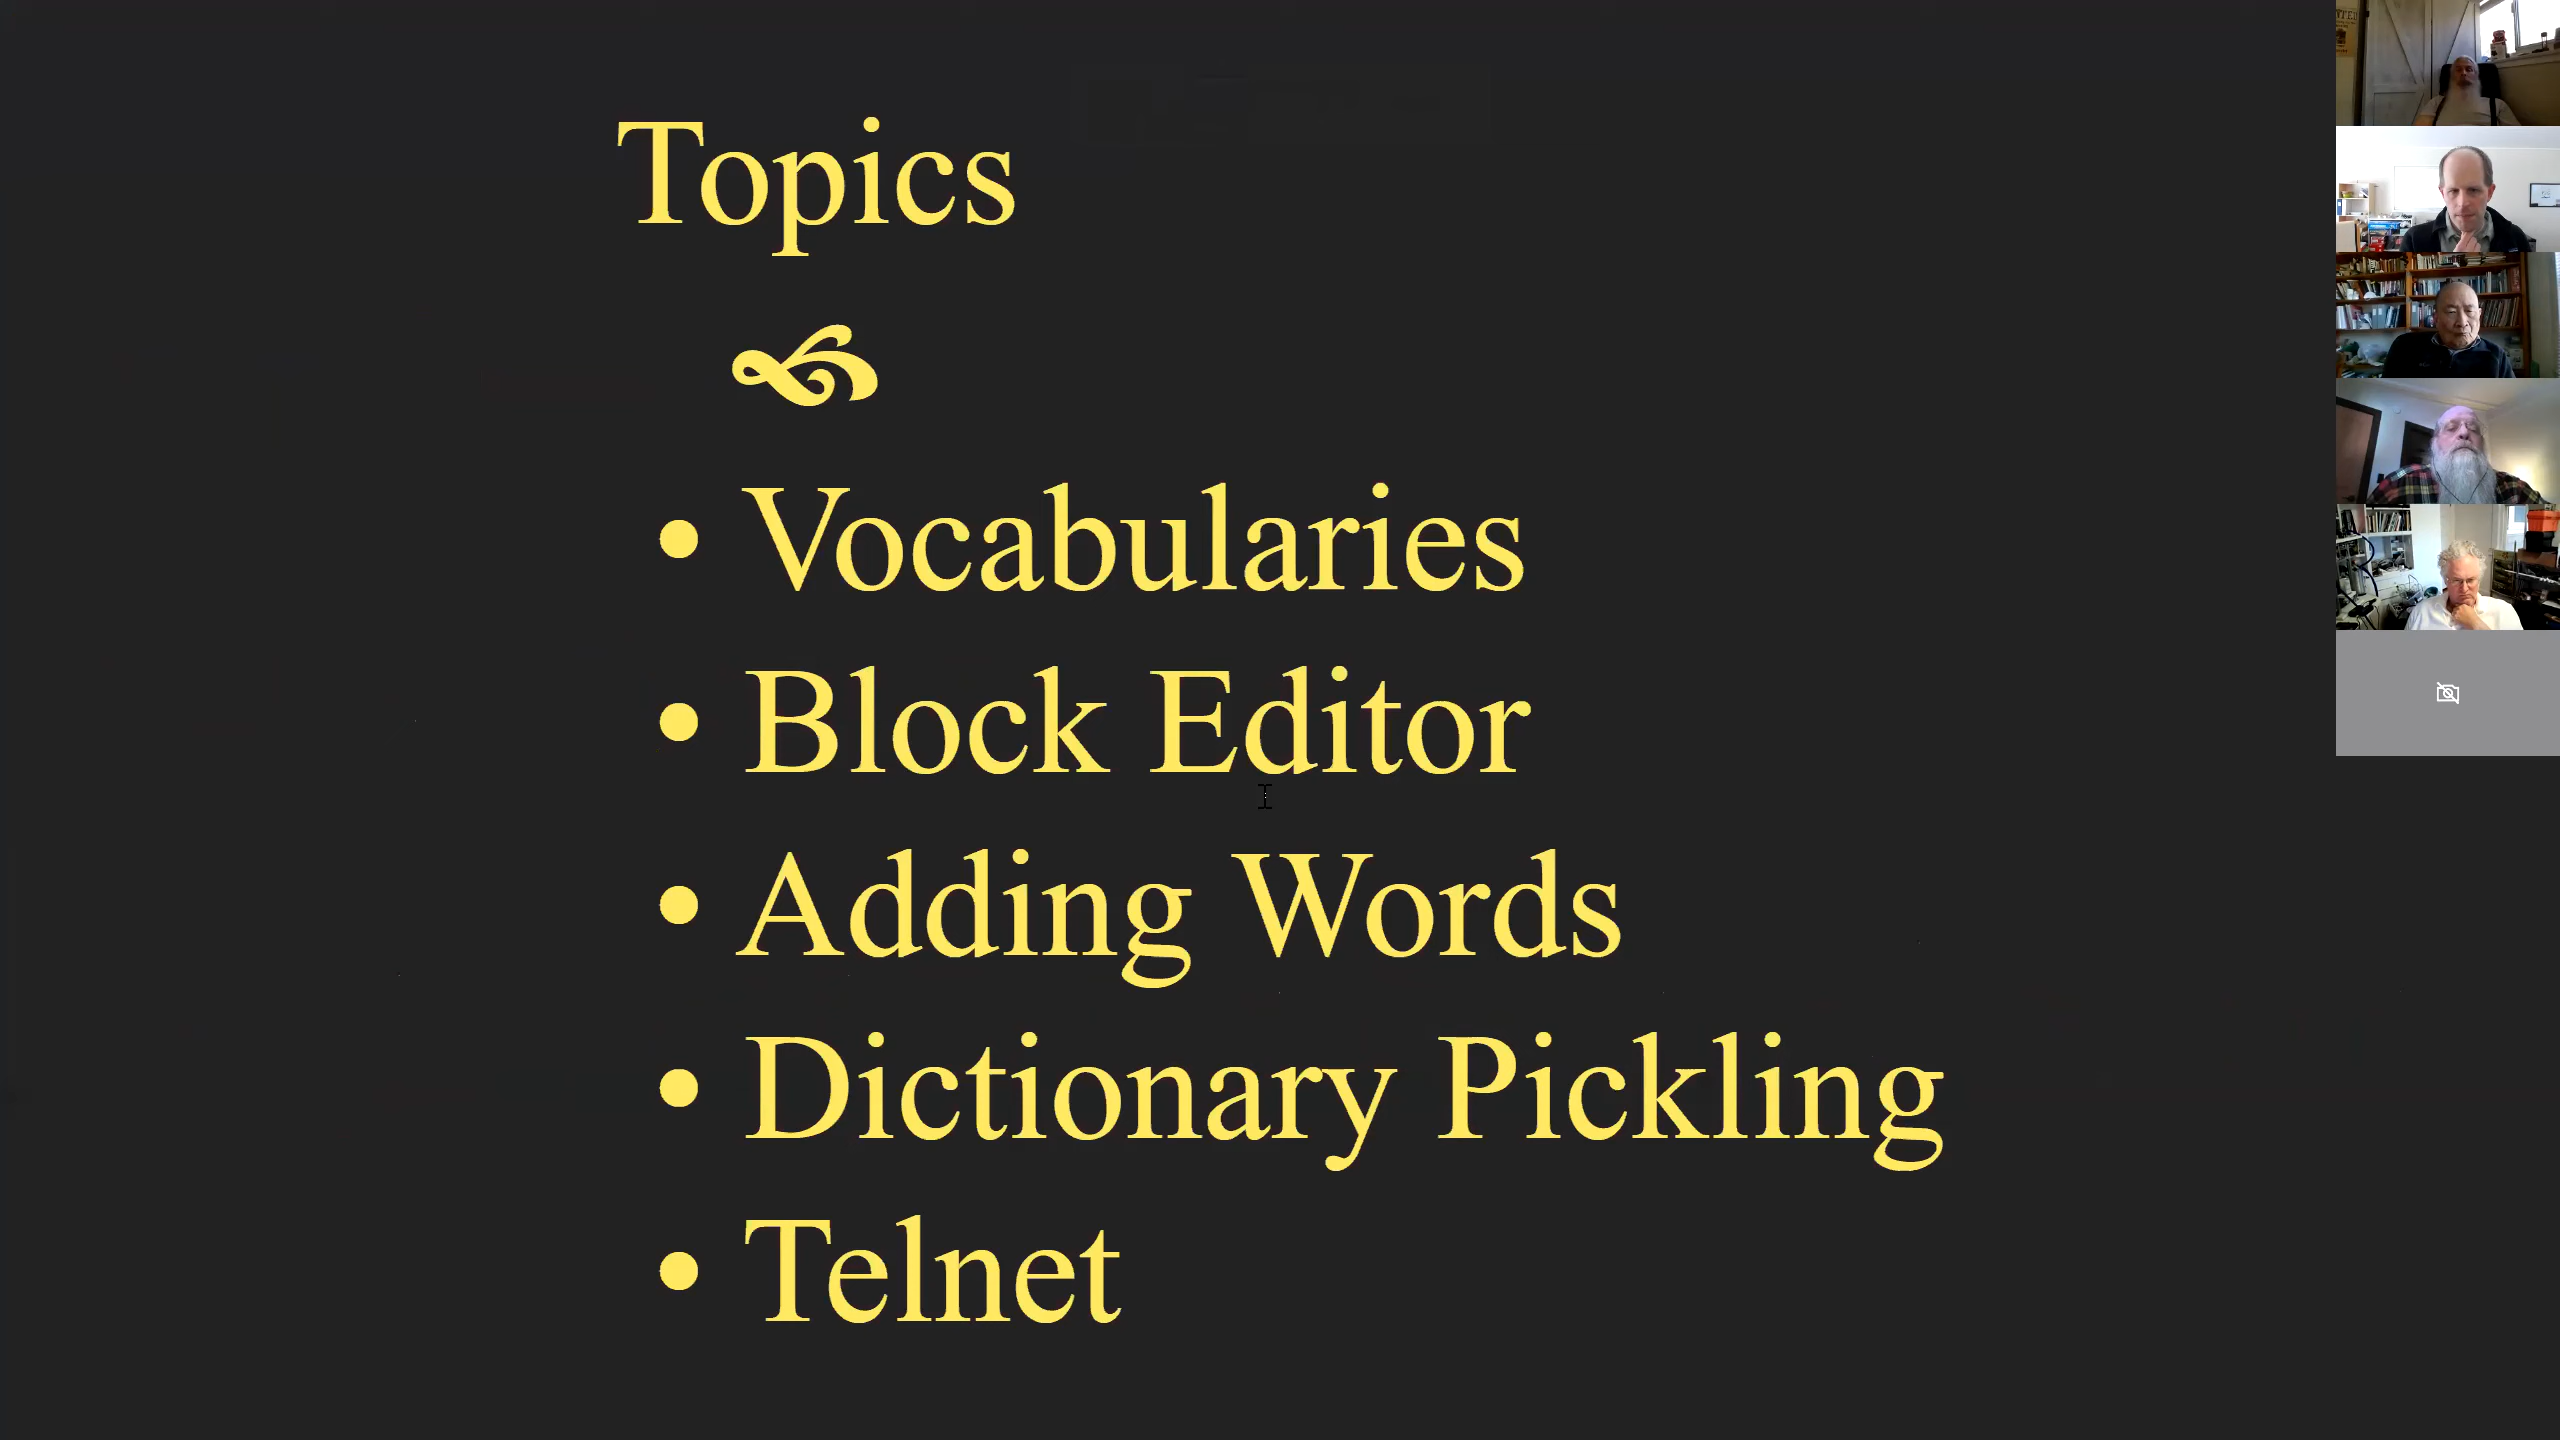 Topics
• Vocabularies
• Block Editor
• Adding Words
• Dictionary Pickling
• Telnet